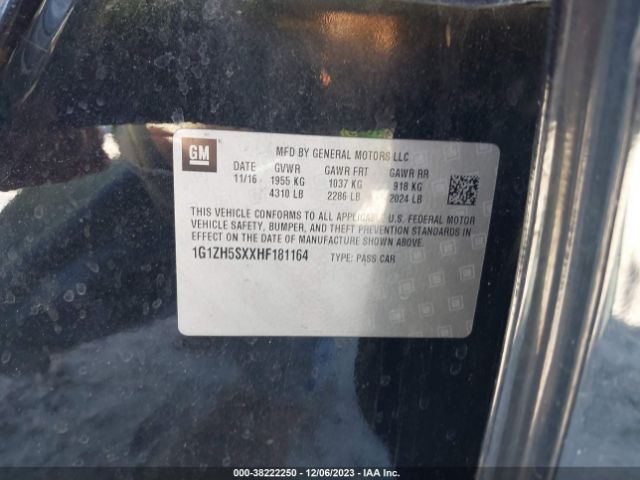 GM
MFD BY GENERAL MOTORS LLC
DATE GVWR GAWR FRT GAWR RR
11/16 1955 KG 1037 KG 918 KG
4310 LB 2286 LB 2024 LB
THIS VEHICLE CONFORMS TO ALL APPLICABLE U.S. FEDERAL MOTOR
VEHICLE SAFETY, BUMPER, AND THEFT PREVENTION STANDARDS IN
EFFECT ON THE DATE OF MANUFACTURE SHOWN ABOVE.
1G1ZH5SXXHF181164 TYPE: PASS CAR
000-38222250 - 12/06/2023 - IAA Inc.